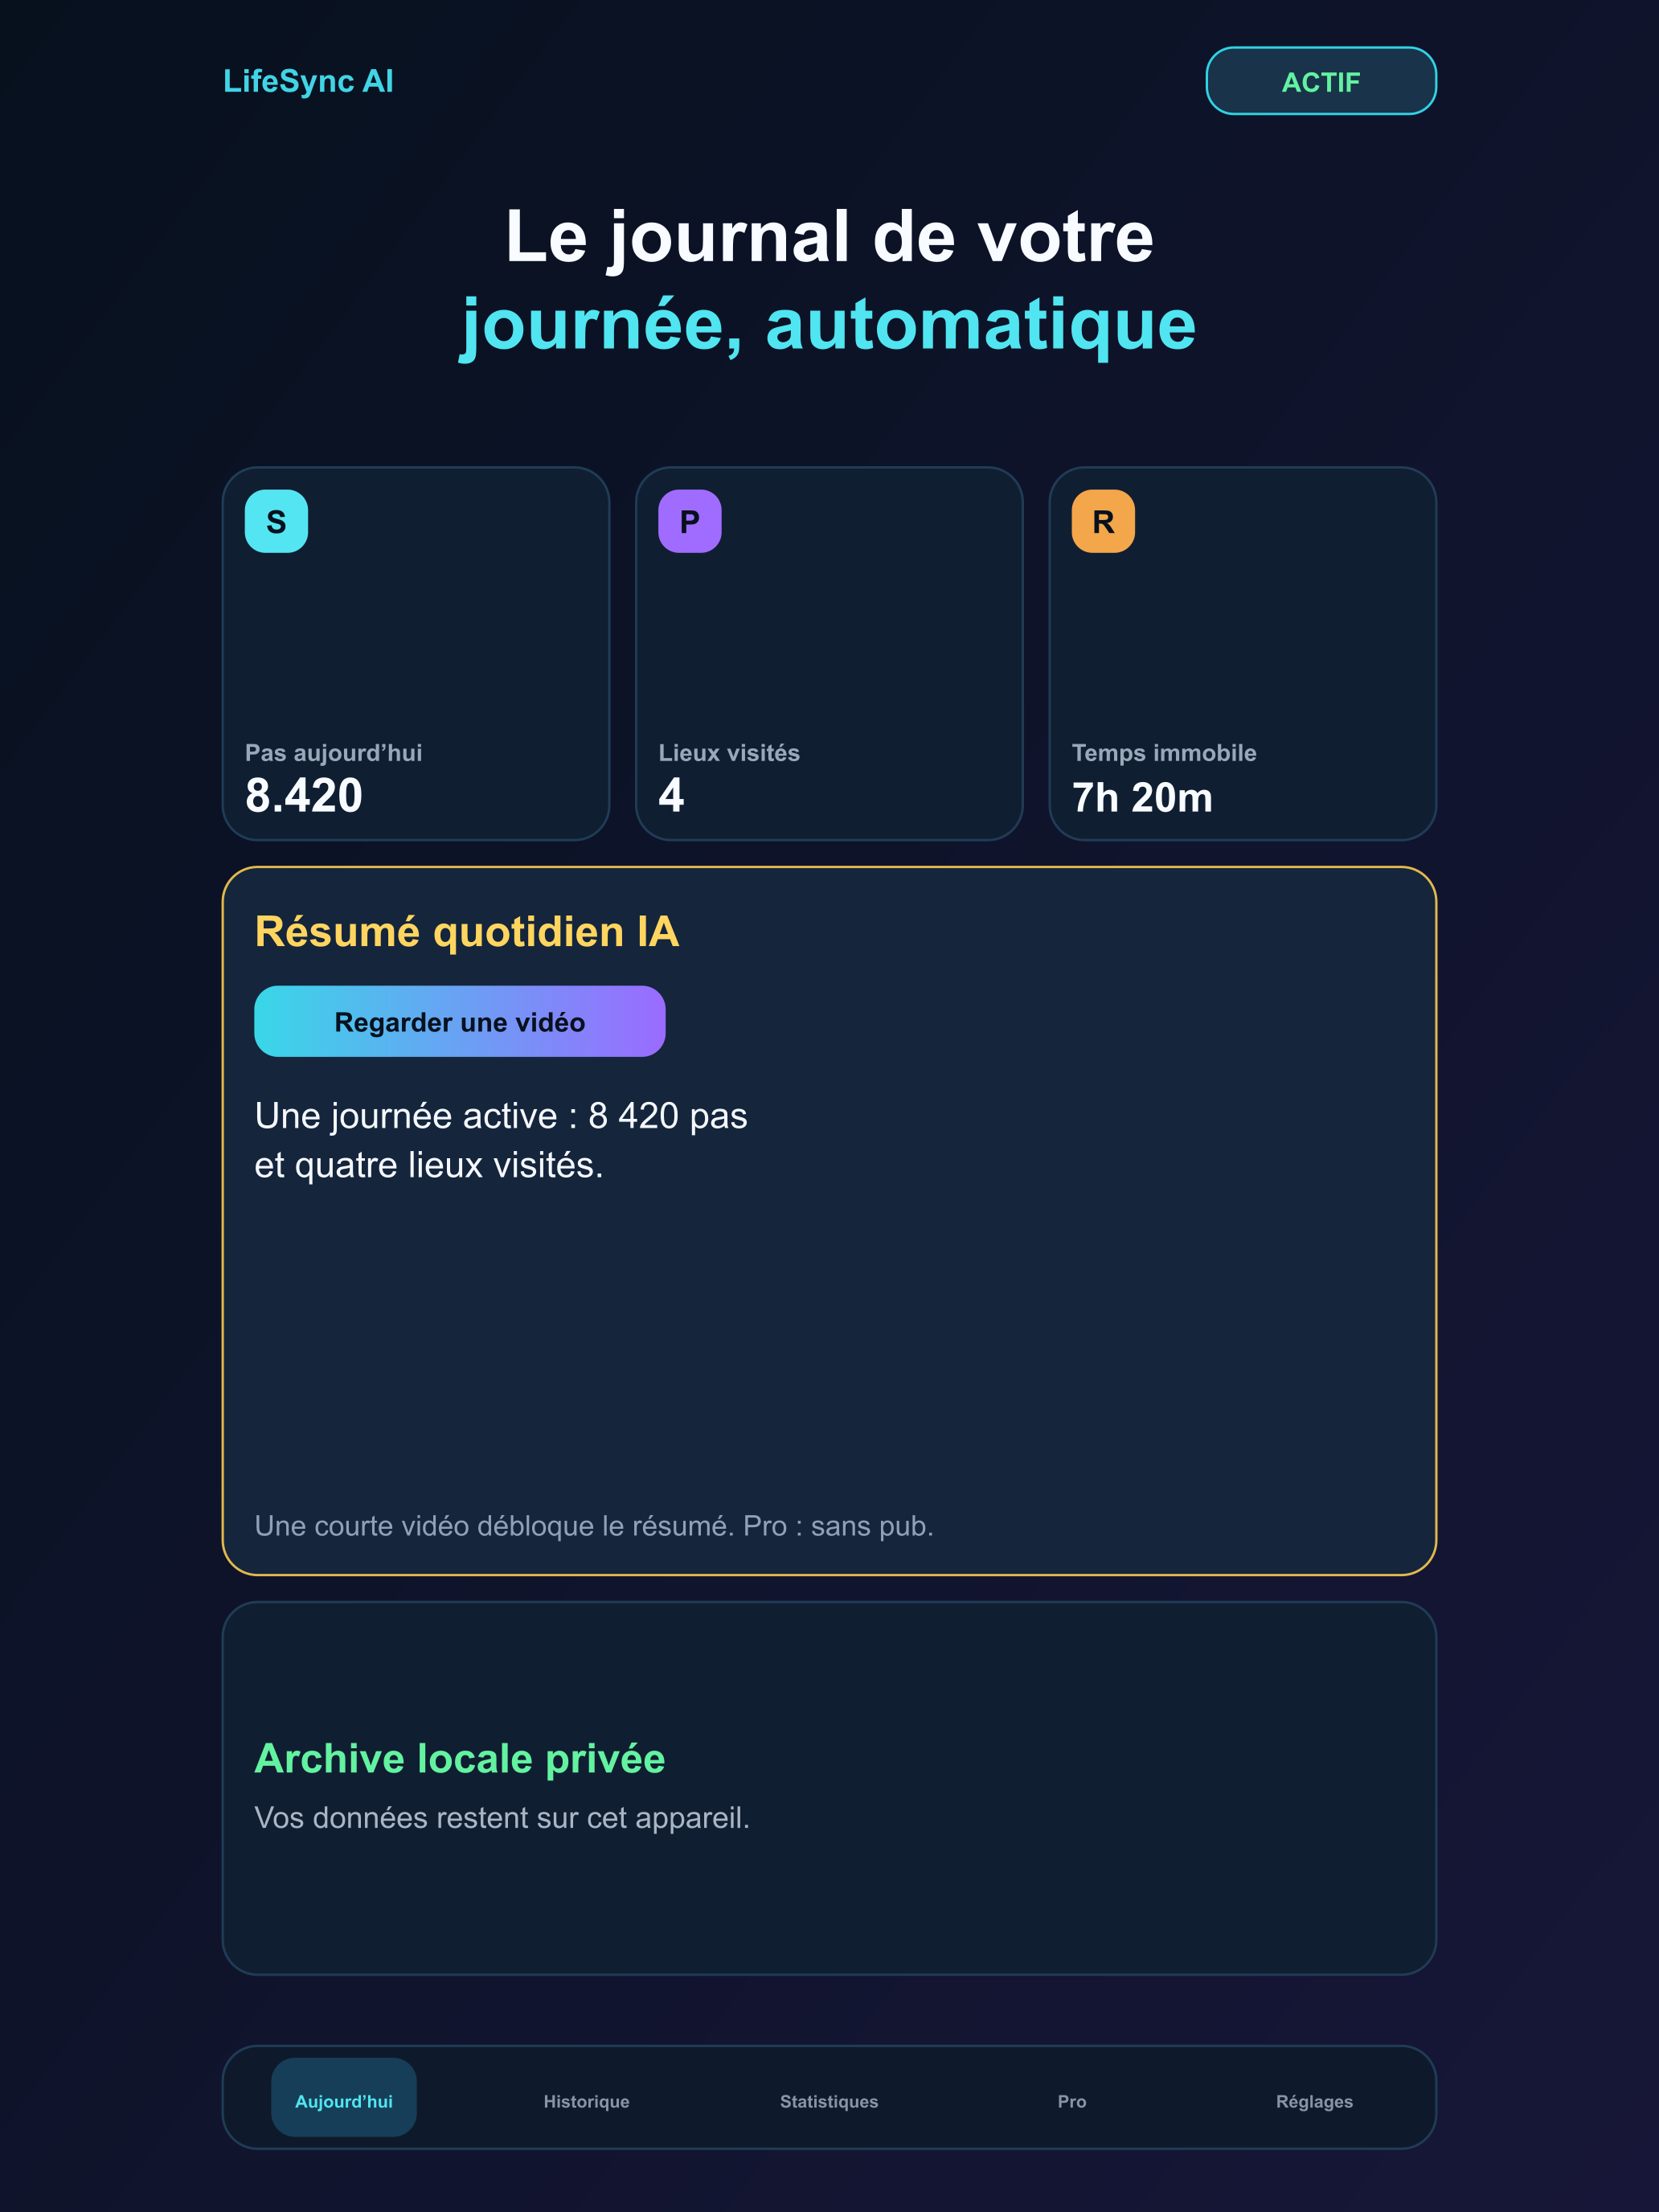 LifeSync AI
ACTIF
Le journal de votre
journée, automatique
S
P
R
Pas aujourd’hui
8.420
Lieux visités
4
Temps immobile
7h 20m
Résumé quotidien IA
Regarder une vidéo
Une journée active : 8 420 pas
et quatre lieux visités.
Une courte vidéo débloque le résumé. Pro : sans pub.
Archive locale privée
Vos données restent sur cet appareil.
Aujourd’hui
Historique
Statistiques
Pro
Réglages